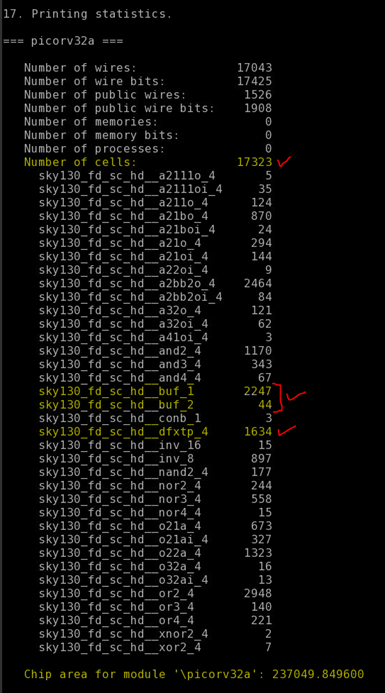 17. Printing statistics.
=== picorv32a ===
Number of wires: 17043
Number of wire bits: 17425
Number of public wires: 1526
Number of public wire bits: 1908
Number of memories: 0
Number of memory bits: 0
Number of processes: 0
Number of cells: 17323
sky130_fd_sc_hd__a2111o_4 5
sky130_fd_sc_hd__a2111oi_4 35
sky130_fd_sc_hd__a211o_4 124
sky130_fd_sc_hd__a21bo_4 870
sky130_fd_sc_hd__a21boi_4 24
sky130_fd_sc_hd__a21o_4 294
sky130_fd_sc_hd__a21oi_4 144
sky130_fd_sc_hd__a22oi_4 9
sky130_fd_sc_hd__a2bb2o_4 2464
sky130_fd_sc_hd__a2bb2oi_4 84
sky130_fd_sc_hd__a32o_4 121
sky130_fd_sc_hd__a32oi_4 62
sky130_fd_sc_hd__a41oi_4 3
sky130_fd_sc_hd__and2_4 1170
sky130_fd_sc_hd__and3_4 343
sky130_fd_sc_hd__and4_4 67
sky130_fd_sc_hd__buf_1 2247
sky130_fd_sc_hd__buf_2 44
sky130_fd_sc_hd__conb_1 3
sky130_fd_sc_hd__dfxtp_4 1634
sky130_fd_sc_hd__inv_16 15
sky130_fd_sc_hd__inv_8 897
sky130_fd_sc_hd__nand2_4 177
sky130_fd_sc_hd__nor2_4 244
sky130_fd_sc_hd__nor3_4 558
sky130_fd_sc_hd__nor4_4 15
sky130_fd_sc_hd__o21a_4 673
sky130_fd_sc_hd__o21ai_4 327
sky130_fd_sc_hd__o22a_4 1323
sky130_fd_sc_hd__o32a_4 16
sky130_fd_sc_hd__o32ai_4 13
sky130_fd_sc_hd__or2_4 2948
sky130_fd_sc_hd__or3_4 140
sky130_fd_sc_hd__or4_4 221
sky130_fd_sc_hd__xnor2_4 2
sky130_fd_sc_hd__xor2_4 7
Chip area for module '\picorv32a': 237049.849600